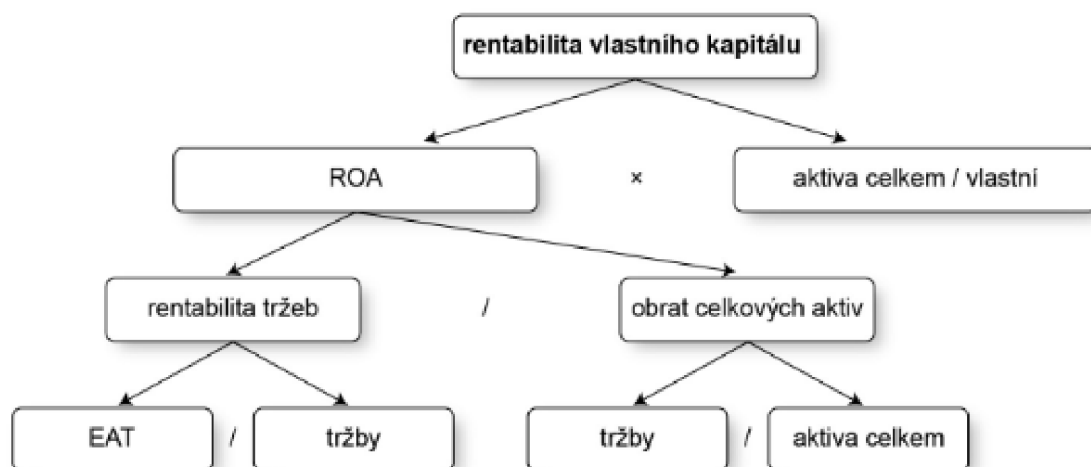 rentabilita vlastního kapitálu
ROA × aktiva celkem / vlastní
rentabilita tržeb / obrat celkových aktiv
EAT / tržby tržby / aktiva celkem